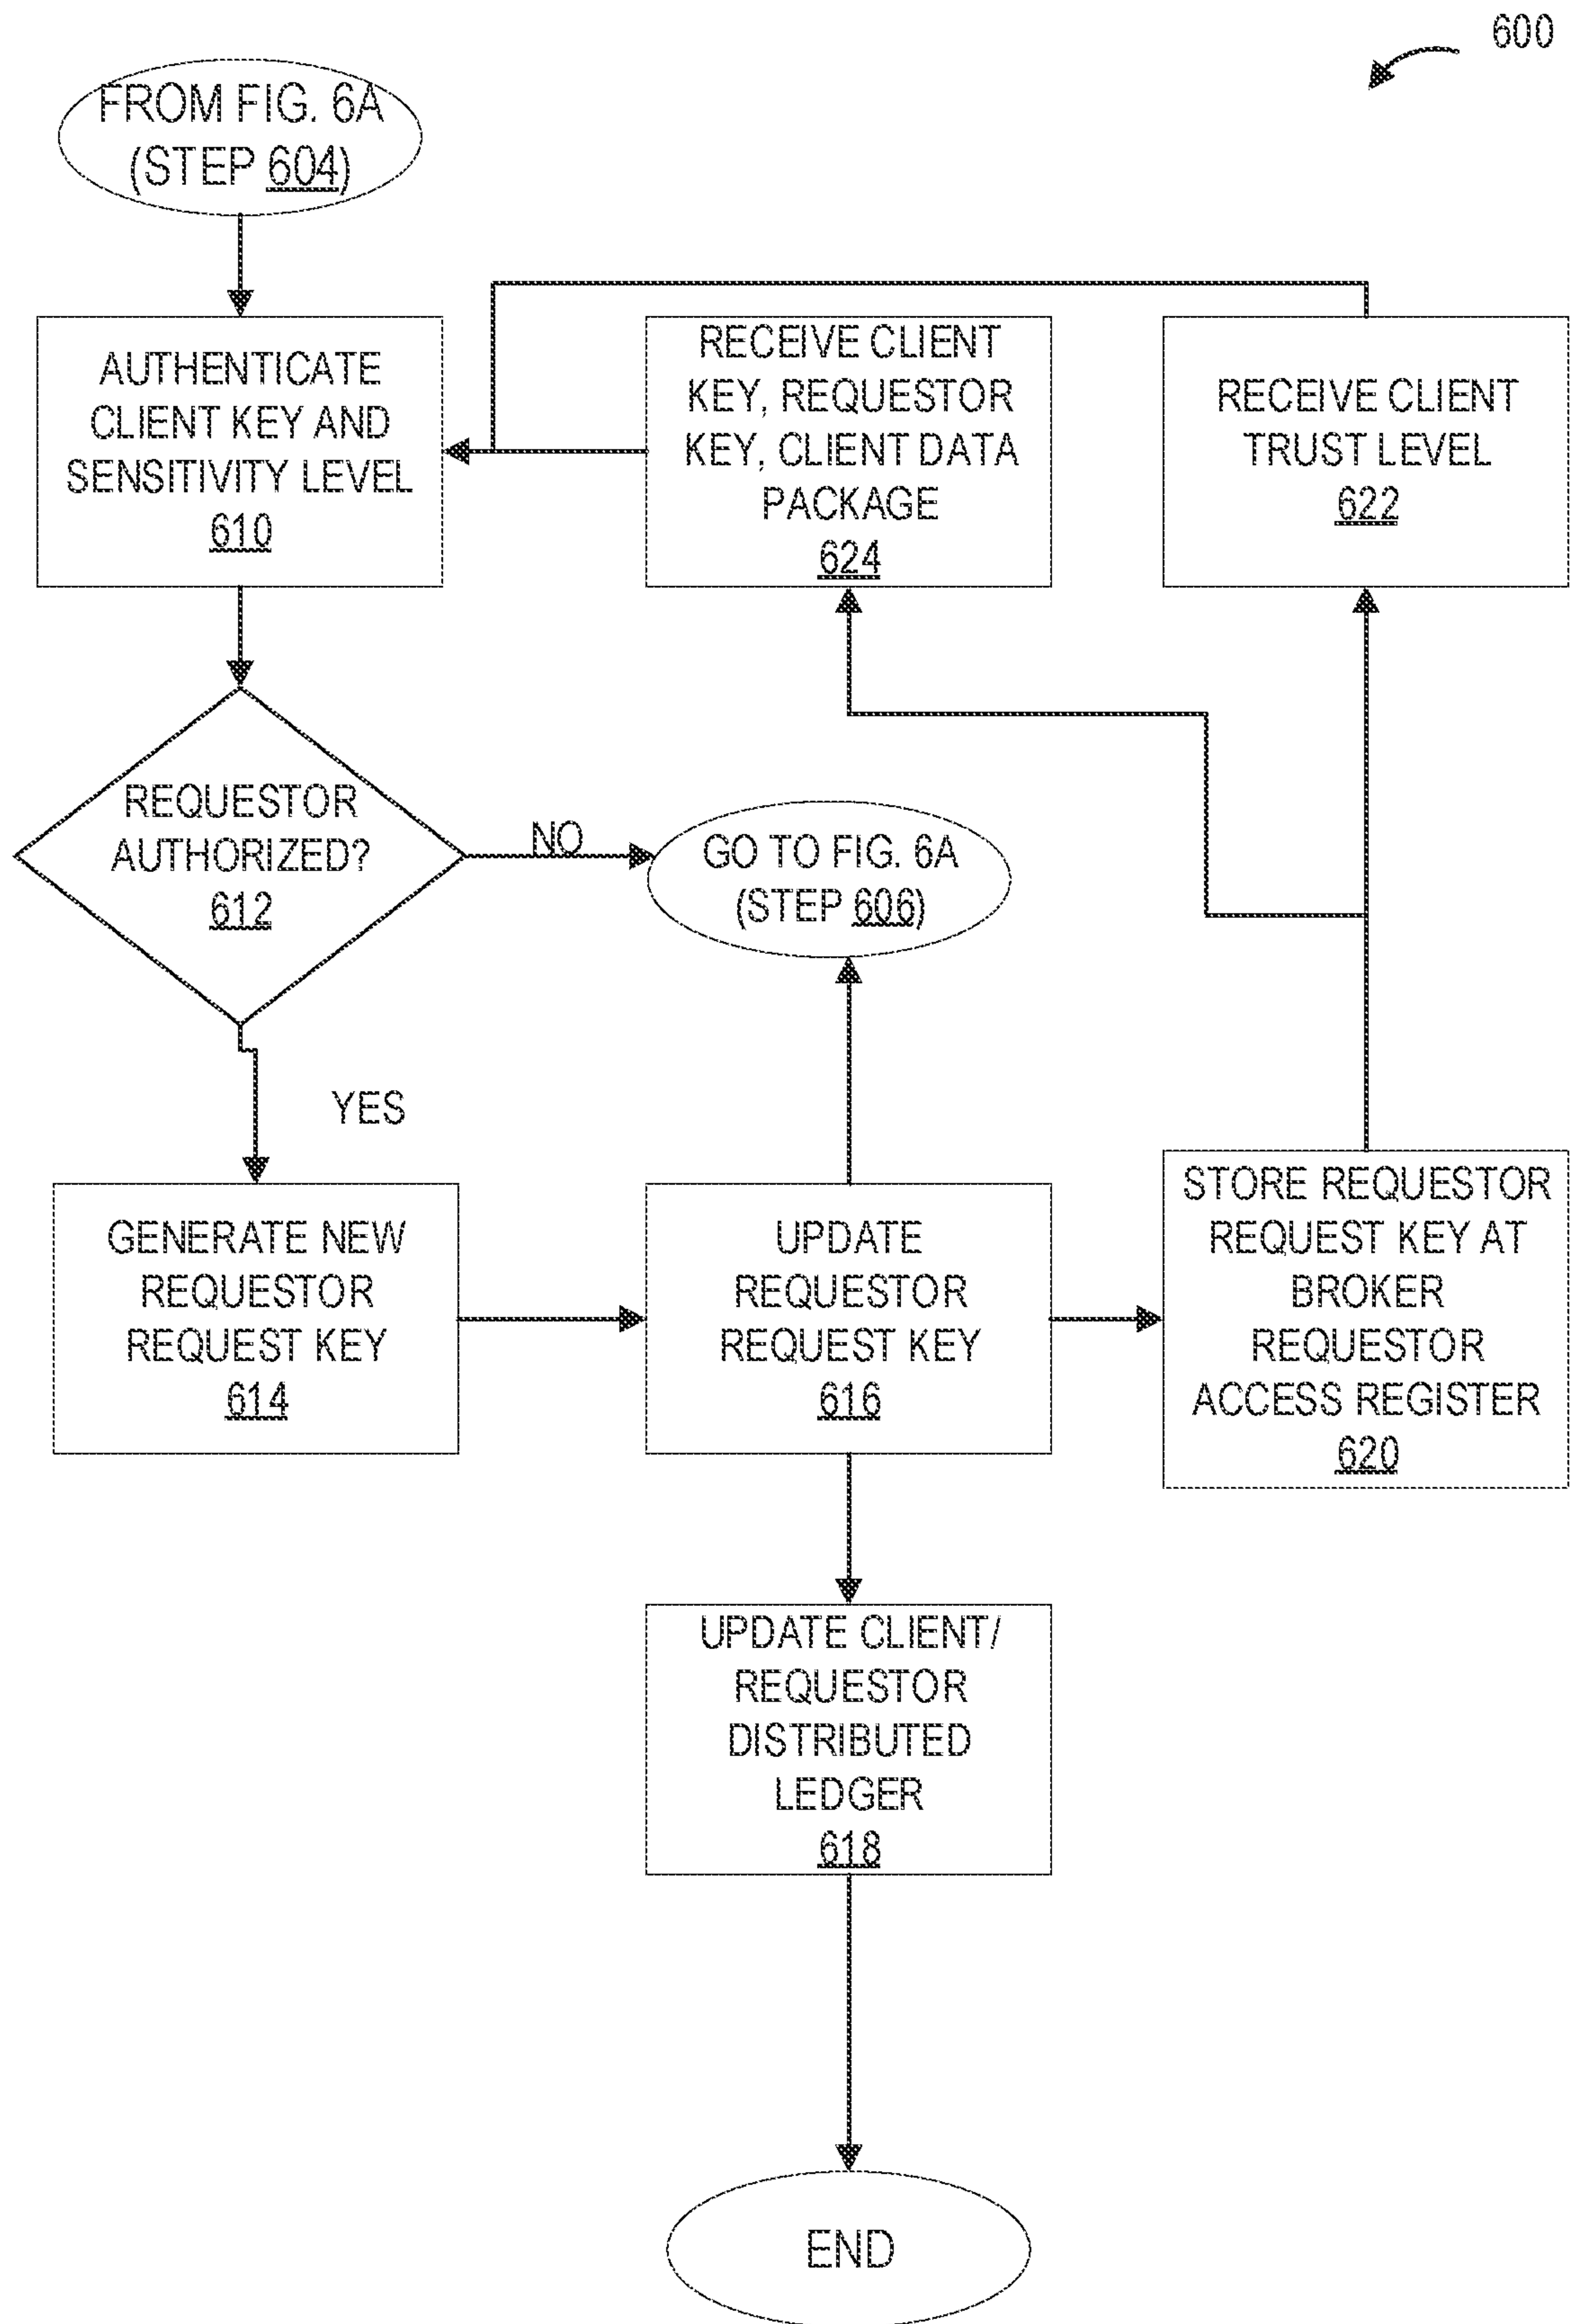 600
FROM FIG. 6A
(STEP 604)
AUTHENTICATE
CLIENT KEY AND
SENSITIVITY LEVEL
610
RECEIVE CLIENT
KEY, REQUESTOR
KEY, CLIENT DATA
PACKAGE
624
RECEIVE CLIENT
TRUST LEVEL
622
REQUESTOR
AUTHORIZED?
612
NO
GO TO FIG. 6A
(STEP 606)
YES
GENERATE NEW
REQUESTOR
REQUEST KEY
614
UPDATE
REQUESTOR
REQUEST KEY
616
STORE REQUESTOR
REQUEST KEY AT
BROKER
REQUESTOR
ACCESS REGISTER
620
UPDATE CLIENT/
REQUESTOR
DISTRIBUTED
LEDGER
618
END